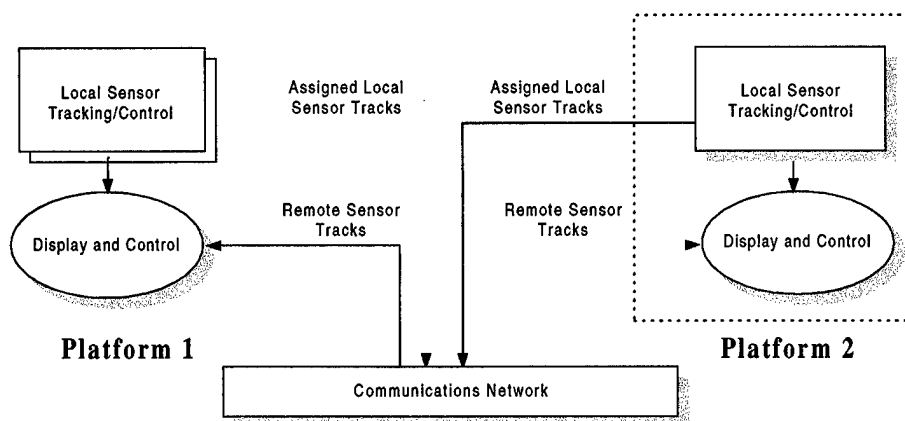 Local Sensor
Tracking/Control
Assigned Local
Sensor Tracks
Assigned Local
Sensor Tracks
Local Sensor
Tracking/Control
Display and Control
Remote Sensor
Tracks
Remote Sensor
Tracks
Display and Control
Platform 1
Platform 2
Communications Network